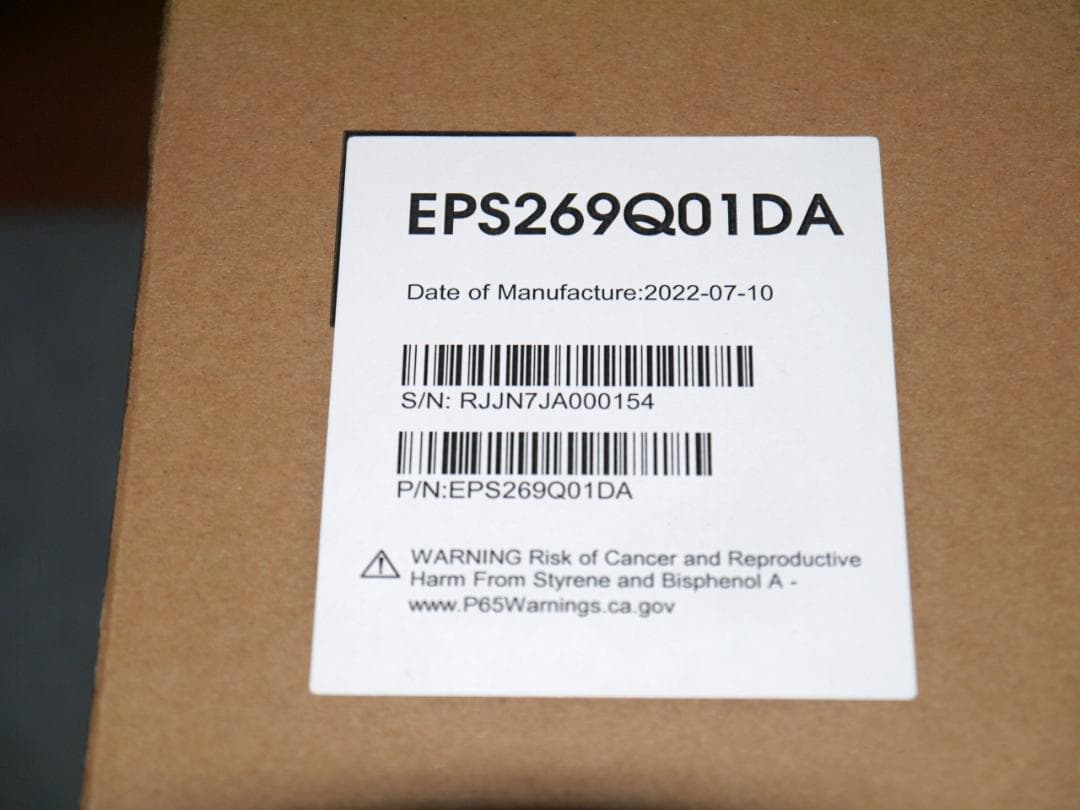 EPS269Q01DA
Date of Manufacture:2022-07-10
S/N: RJJN7JA000154
P/N:EPS269Q01DA
WARNING Risk of Cancer and Reproductive
Harm From Styrene and Bisphenol A -
www.P65Warnings.ca.gov